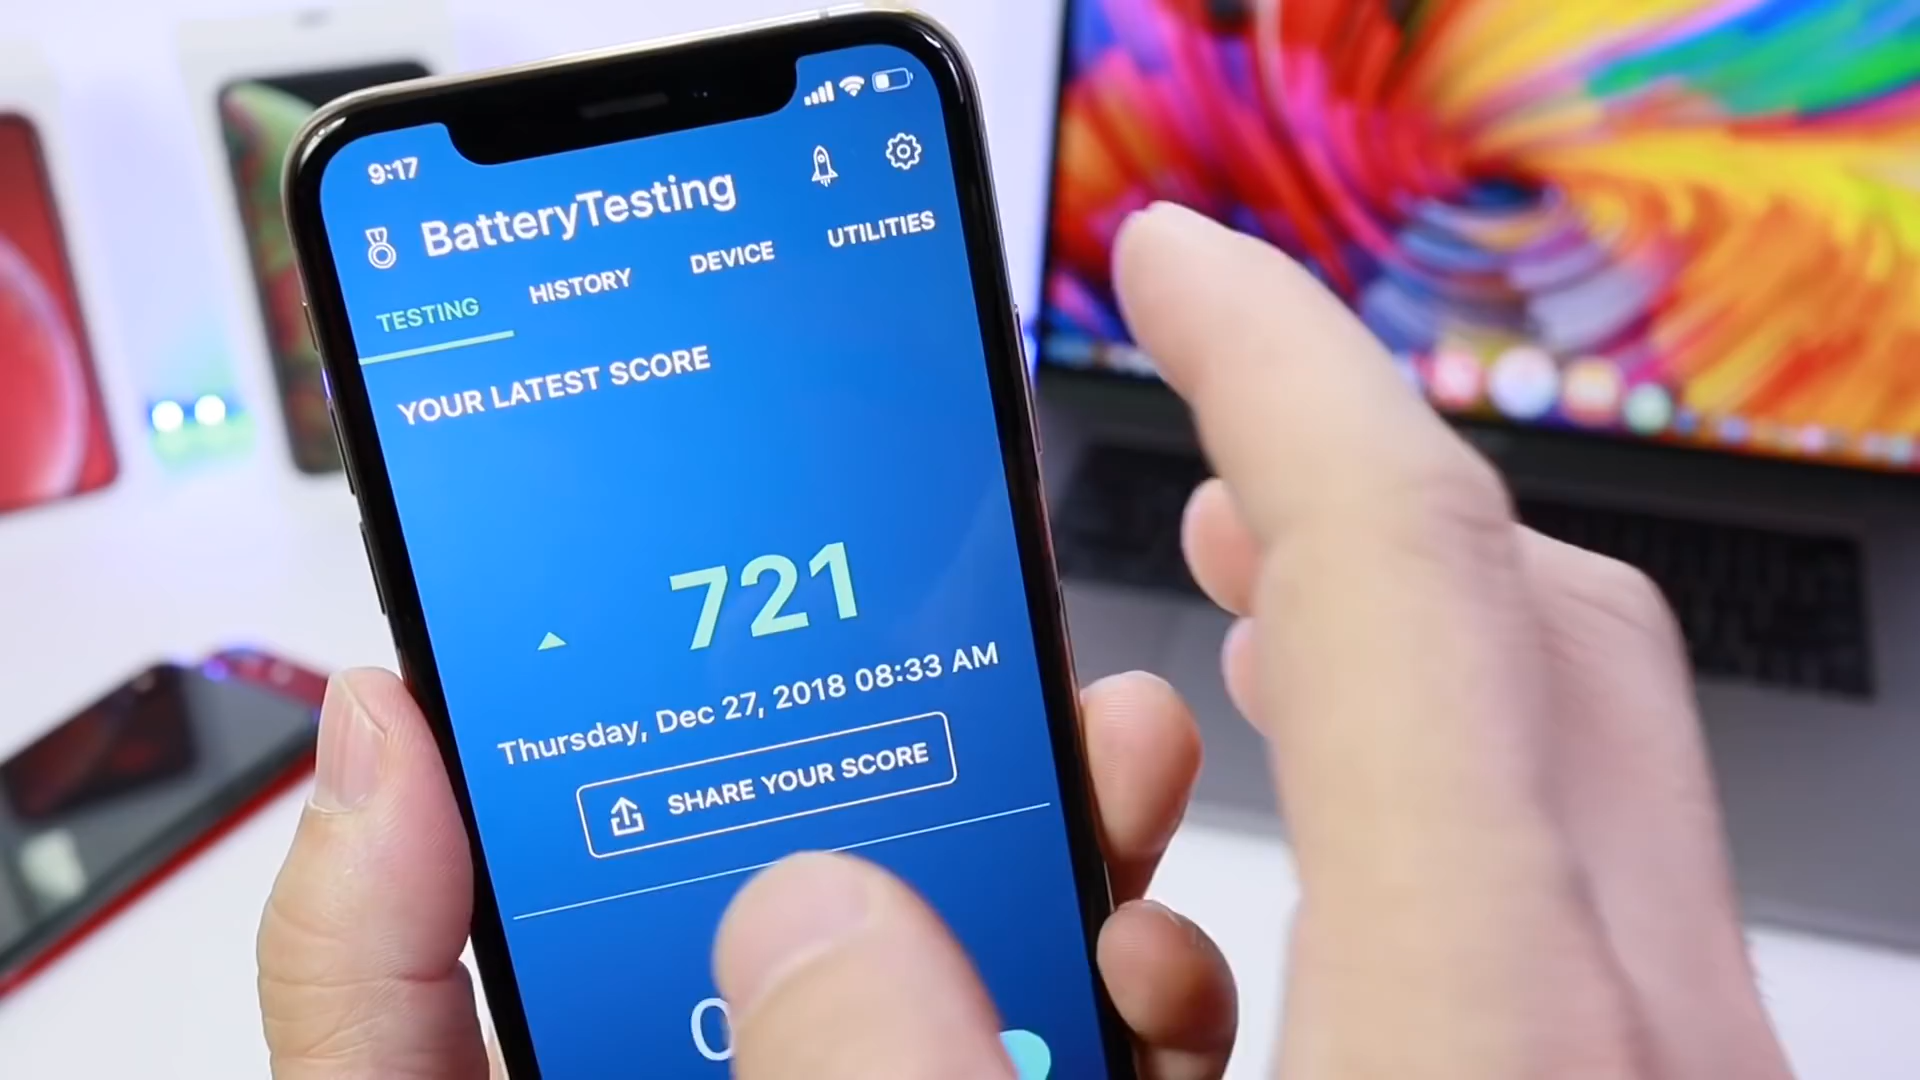 9:17
BatteryTesting
TESTING HISTORY DEVICE UTILITIES
YOUR LATEST SCORE
721
Thursday, Dec 27, 2018 08:33 AM
SHARE YOUR SCORE
0